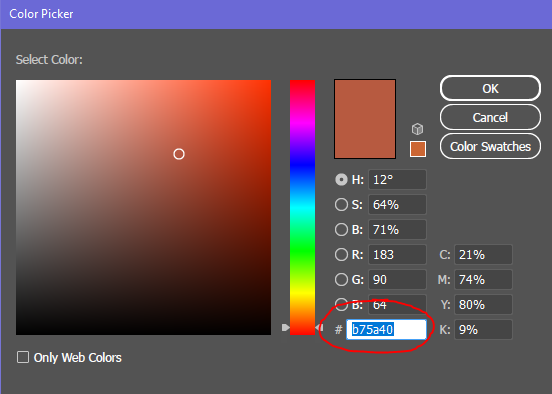 Color Picker
Select Color:
OK
Cancel
Color Swatches
H: 12°
S: 64%
B: 71%
R: 183 C: 21%
G: 90 M: 74%
B: 64 Y: 80%
# b75a40 K: 9%
Only Web Colors